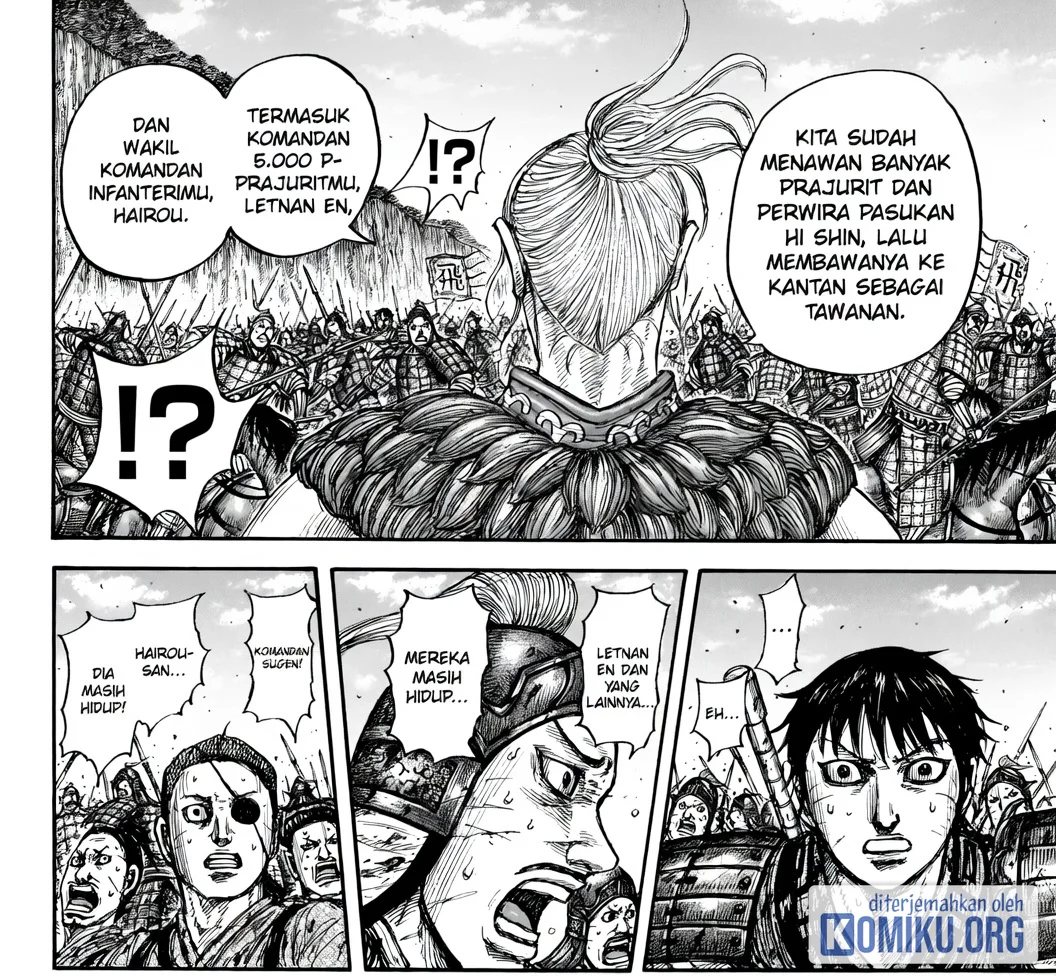 KITA SUDAH
MENAWAN BANYAK
PRAJURIT DAN
PERWIRA PASUKAN
HI SHIN, LALU
MEMBAWANYA KE
KANTAN SEBAGAI
TAWANAN.
!?
TERMASUK
KOMANDAN
5.000 P-
PRAJURITMU,
LETNAN EN,
DAN
WAKIL
KOMANDAN
INFANTERIMU,
HAIROU.
飛
飛
!?
...
EH...
LETNAN
EN DAN
YANG
LAINNYA...
MEREKA
MASIH
HIDUP...
KOMANDAN
SUGEN!
HAIROU-
SAN...
DIA
MASIH
HIDUP!
diterjemahkan oleh
KOMIKU.ORG